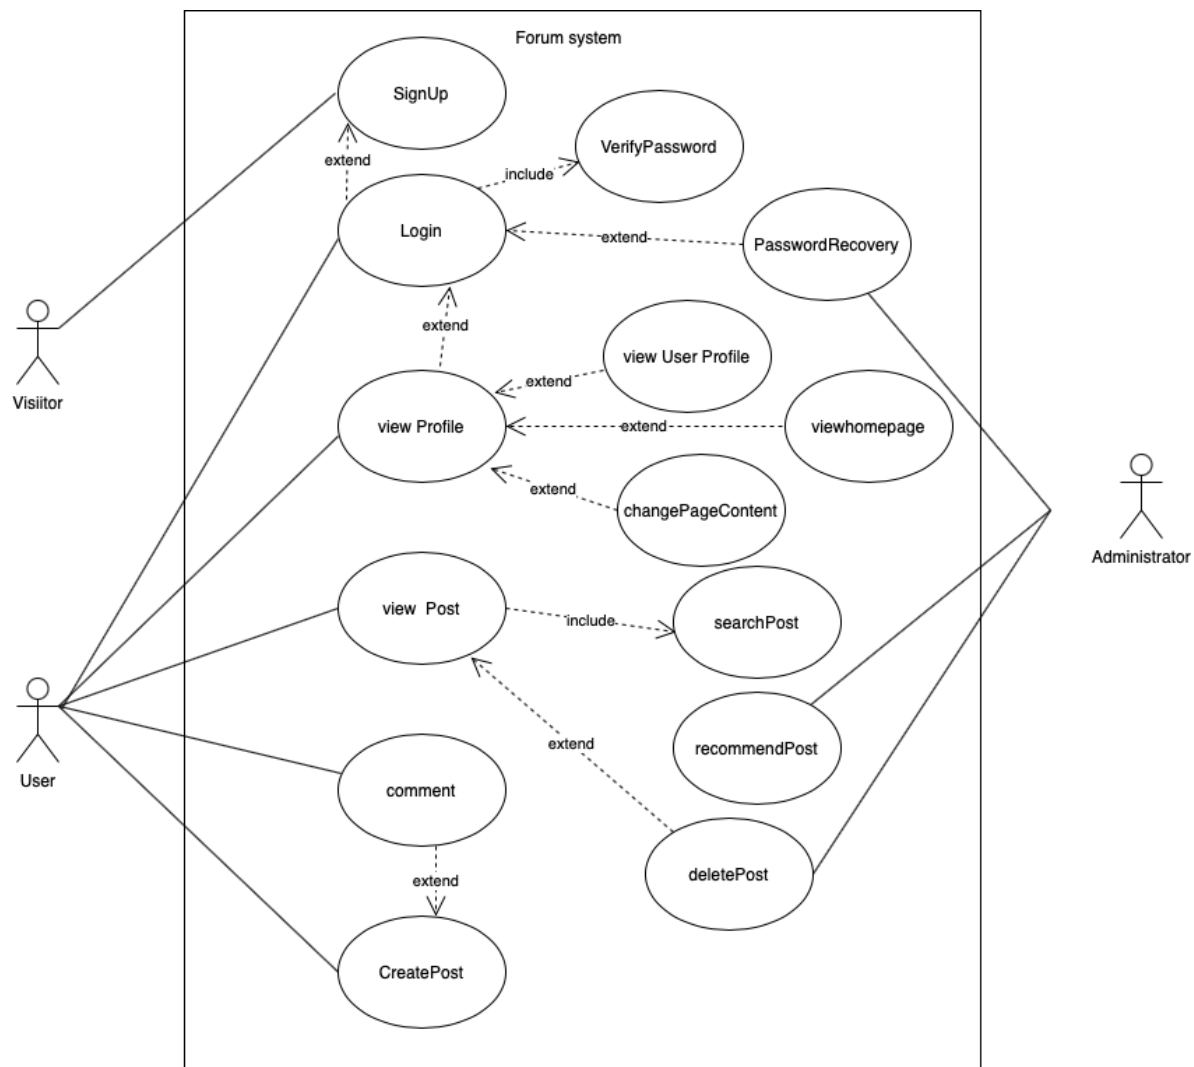 Forum system
SignUp
VerifyPassword
extend
include
Login
extend
PasswordRecovery
extend
view User Profile
extend
Visiitor
view Profile
extend
viewhomepage
extend
changePageContent
Administrator
view  Post
include
searchPost
extend
recommendPost
User
comment
deletePost
extend
CreatePost